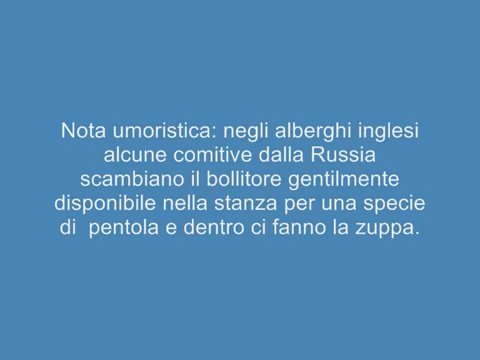 Nota umoristica: negli alberghi inglesi
alcune comitive dalla Russia
scambiano il bollitore gentilmente
disponibile nella stanza per una specie
di  pentola e dentro ci fanno la zuppa.